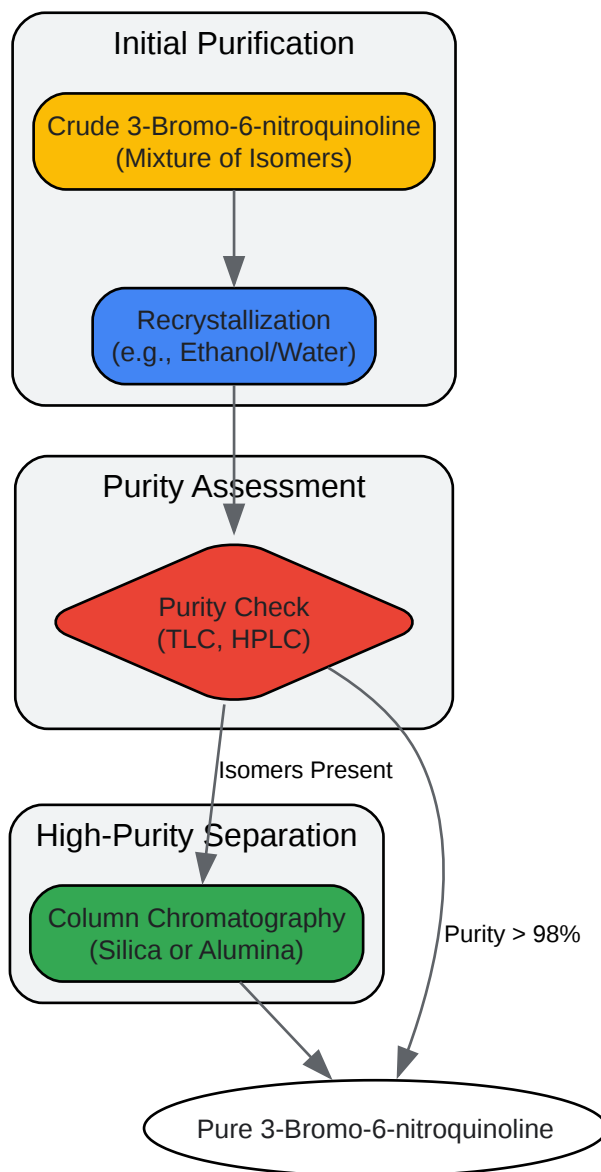 Initial Purification
Crude 3-Bromo-6-nitroquinoline
(Mixture of Isomers)
Recrystallization
(e.g., Ethanol/Water)
Purity Assessment
Purity Check
(TLC, HPLC)
Isomers Present
High-Purity Separation
Column Chromatography
(Silica or Alumina)
Purity > 98%
Pure 3-Bromo-6-nitroquinoline